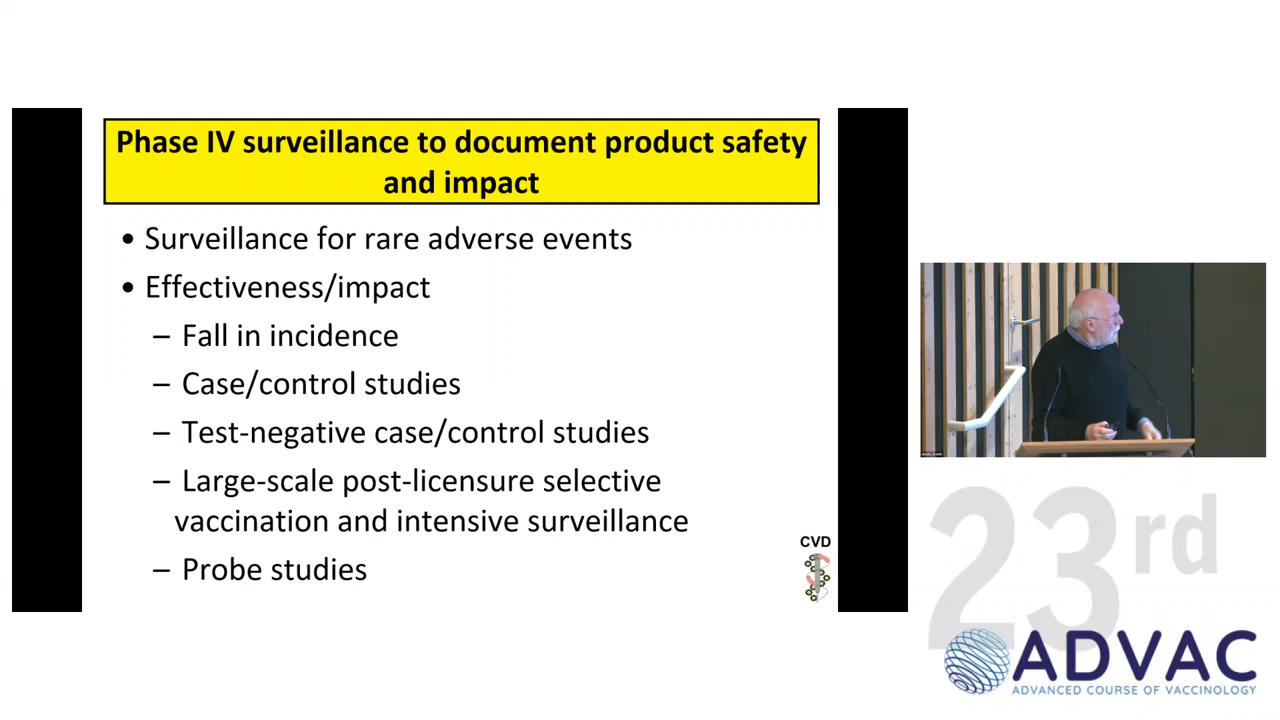 Phase IV surveillance to document product safety
and impact
• Surveillance for rare adverse events
• Effectiveness/impact
– Fall in incidence
– Case/control studies
– Test-negative case/control studies
– Large-scale post-licensure selective
vaccination and intensive surveillance
– Probe studies
CVD
23rd
ADVAC
ADVANCED COURSE OF VACCINOLOGY